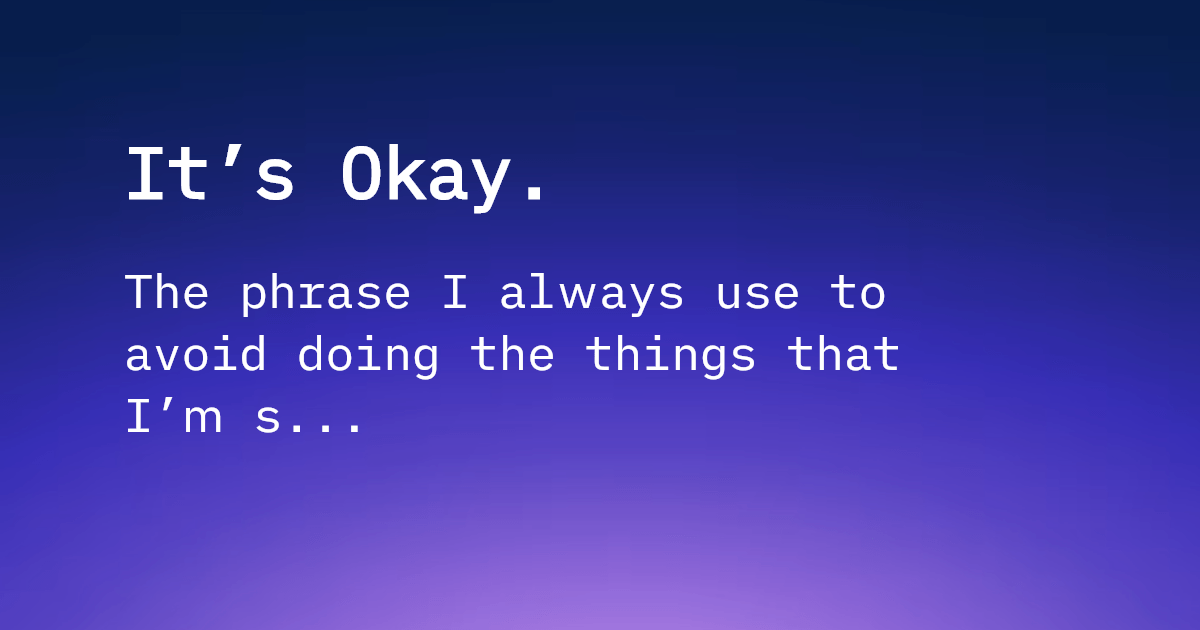 It’s Okay.
The phrase I always use to
avoid doing the things that
I’m s...